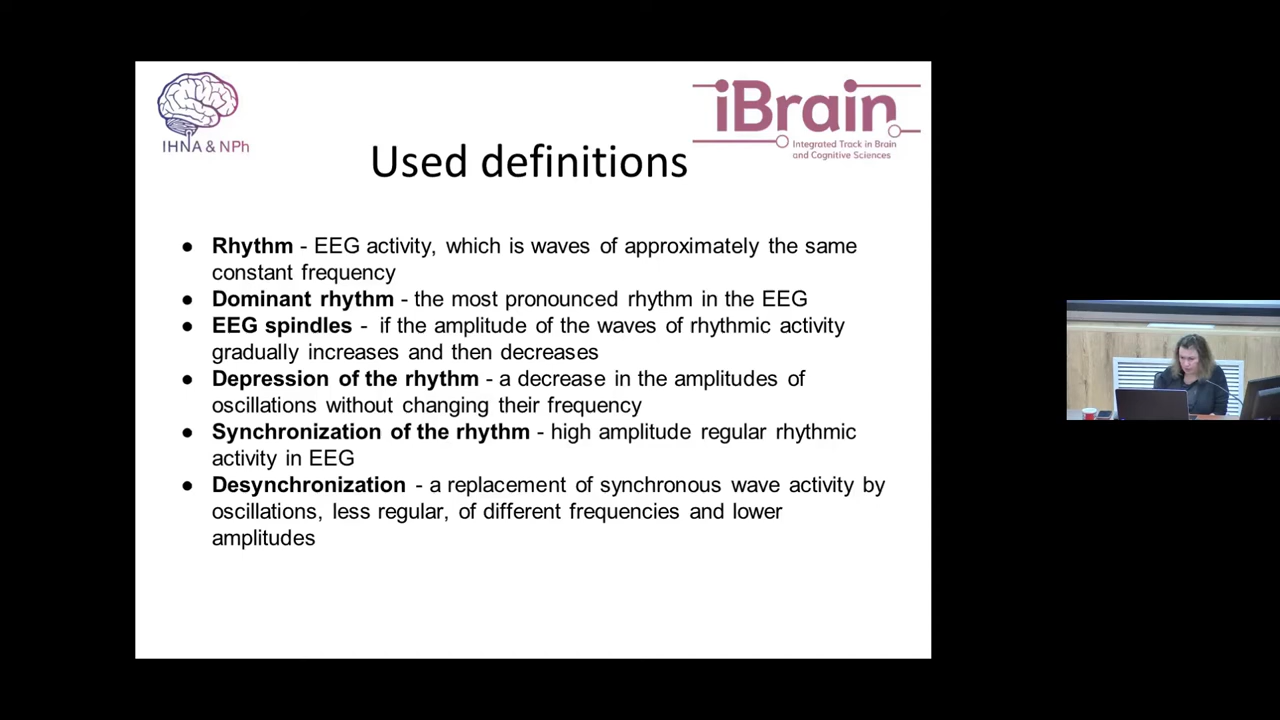 IHNA & NPh
iBrain
Integrated Track in Brain
and Cognitive Sciences
Used definitions
● Rhythm - EEG activity, which is waves of approximately the same
constant frequency
● Dominant rhythm - the most pronounced rhythm in the EEG
● EEG spindles - if the amplitude of the waves of rhythmic activity
gradually increases and then decreases
● Depression of the rhythm - a decrease in the amplitudes of
oscillations without changing their frequency
● Synchronization of the rhythm - high amplitude regular rhythmic
activity in EEG
● Desynchronization - a replacement of synchronous wave activity by
oscillations, less regular, of different frequencies and lower
amplitudes